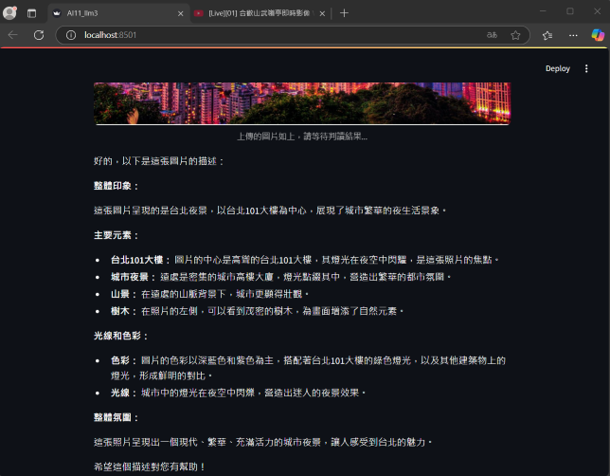 AI11_llm3
[Live][01] 合歡山武嶺亭即時影像
localhost:8501
Deploy
上傳的圖片如上，請等待判讀結果...
好的，以下是這張圖片的描述：
整體印象：
這張圖片呈現的是台北夜景，以台北101大樓為中心，展現了城市繁華的夜生活景象。
主要元素：
• 台北101大樓： 圖片的中心是高聳的台北101大樓，其燈光在夜空中閃耀，是這張照片的焦點。
• 城市夜景： 遠處是密集的城市高樓大廈，燈光點綴其中，營造出繁華的都市氛圍。
• 山景： 在遠處的山脈背景下，城市更顯得壯觀。
• 樹木： 在照片的左側，可以看到茂密的樹木，為畫面增添了自然元素。
光線和色彩：
• 色彩： 圖片的色彩以深藍色和紫色為主，搭配著台北101大樓的綠色燈光，以及其他建築物上的
燈光，形成鮮明的對比。
• 光線： 城市中的燈光在夜空中閃爍，營造出迷人的夜景效果。
整體氛圍：
這張照片呈現出一個現代、繁華、充滿活力的城市夜景，讓人感受到台北的魅力。
希望這個描述對您有幫助！